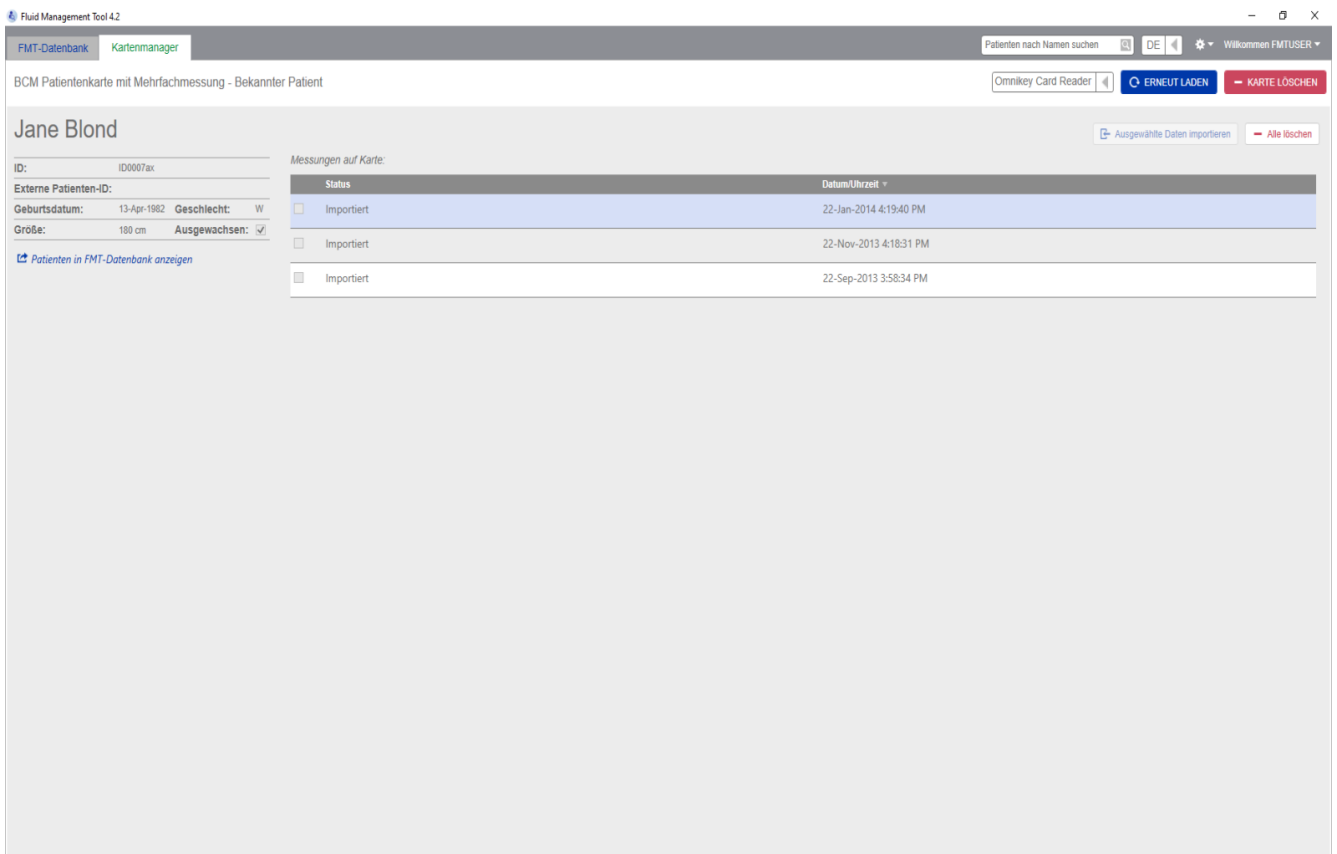 Fluid Management Tool 4.2
FMT-Datenbank Kartenmanager Patienten nach Namen suchen DE Willkommen FMTUSER
BCM Patientenkarte mit Mehrfachmessung - Bekannter Patient Omnikey Card Reader ERNEUT LADEN KARTE LÖSCHEN
Jane Blond Ausgewählte Daten importieren Alle löschen
Messungen auf Karte:
ID: ID0007ax
Externe Patienten-ID:
Geburtsdatum: 13-Apr-1982 Geschlecht: W
Größe: 180 cm Ausgewachsen:
Patienten in FMT-Datenbank anzeigen
Status Datum/Uhrzeit
Importiert 22-Jan-2014 4:19:40 PM
Importiert 22-Nov-2013 4:18:31 PM
Importiert 22-Sep-2013 3:58:34 PM